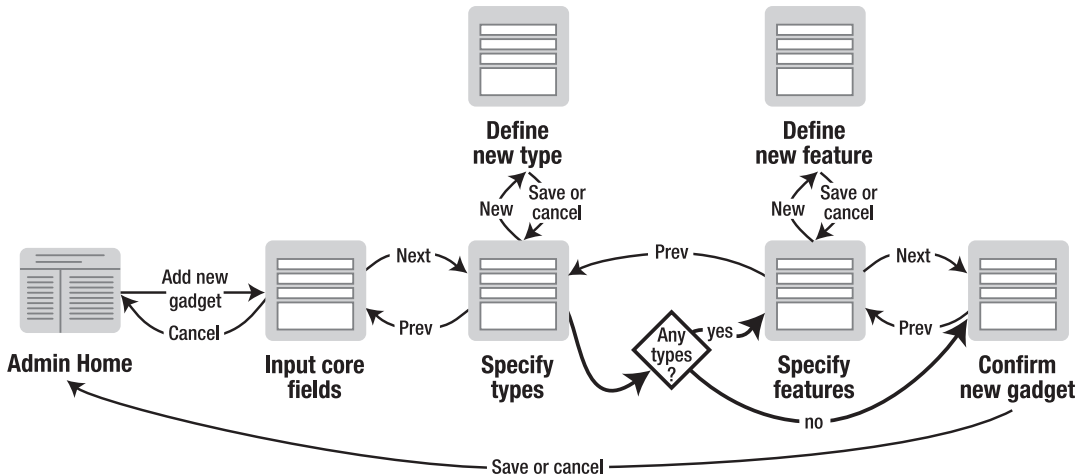 Define
new type
Define
new feature
New
Save or
cancel
New
Save or
cancel
Add new
gadget
Cancel
Next
Prev
Prev
Next
Prev
Any
types
?
yes
no
Admin Home
Input core
fields
Specify
types
Specify
features
Confirm
new gadget
Save or cancel